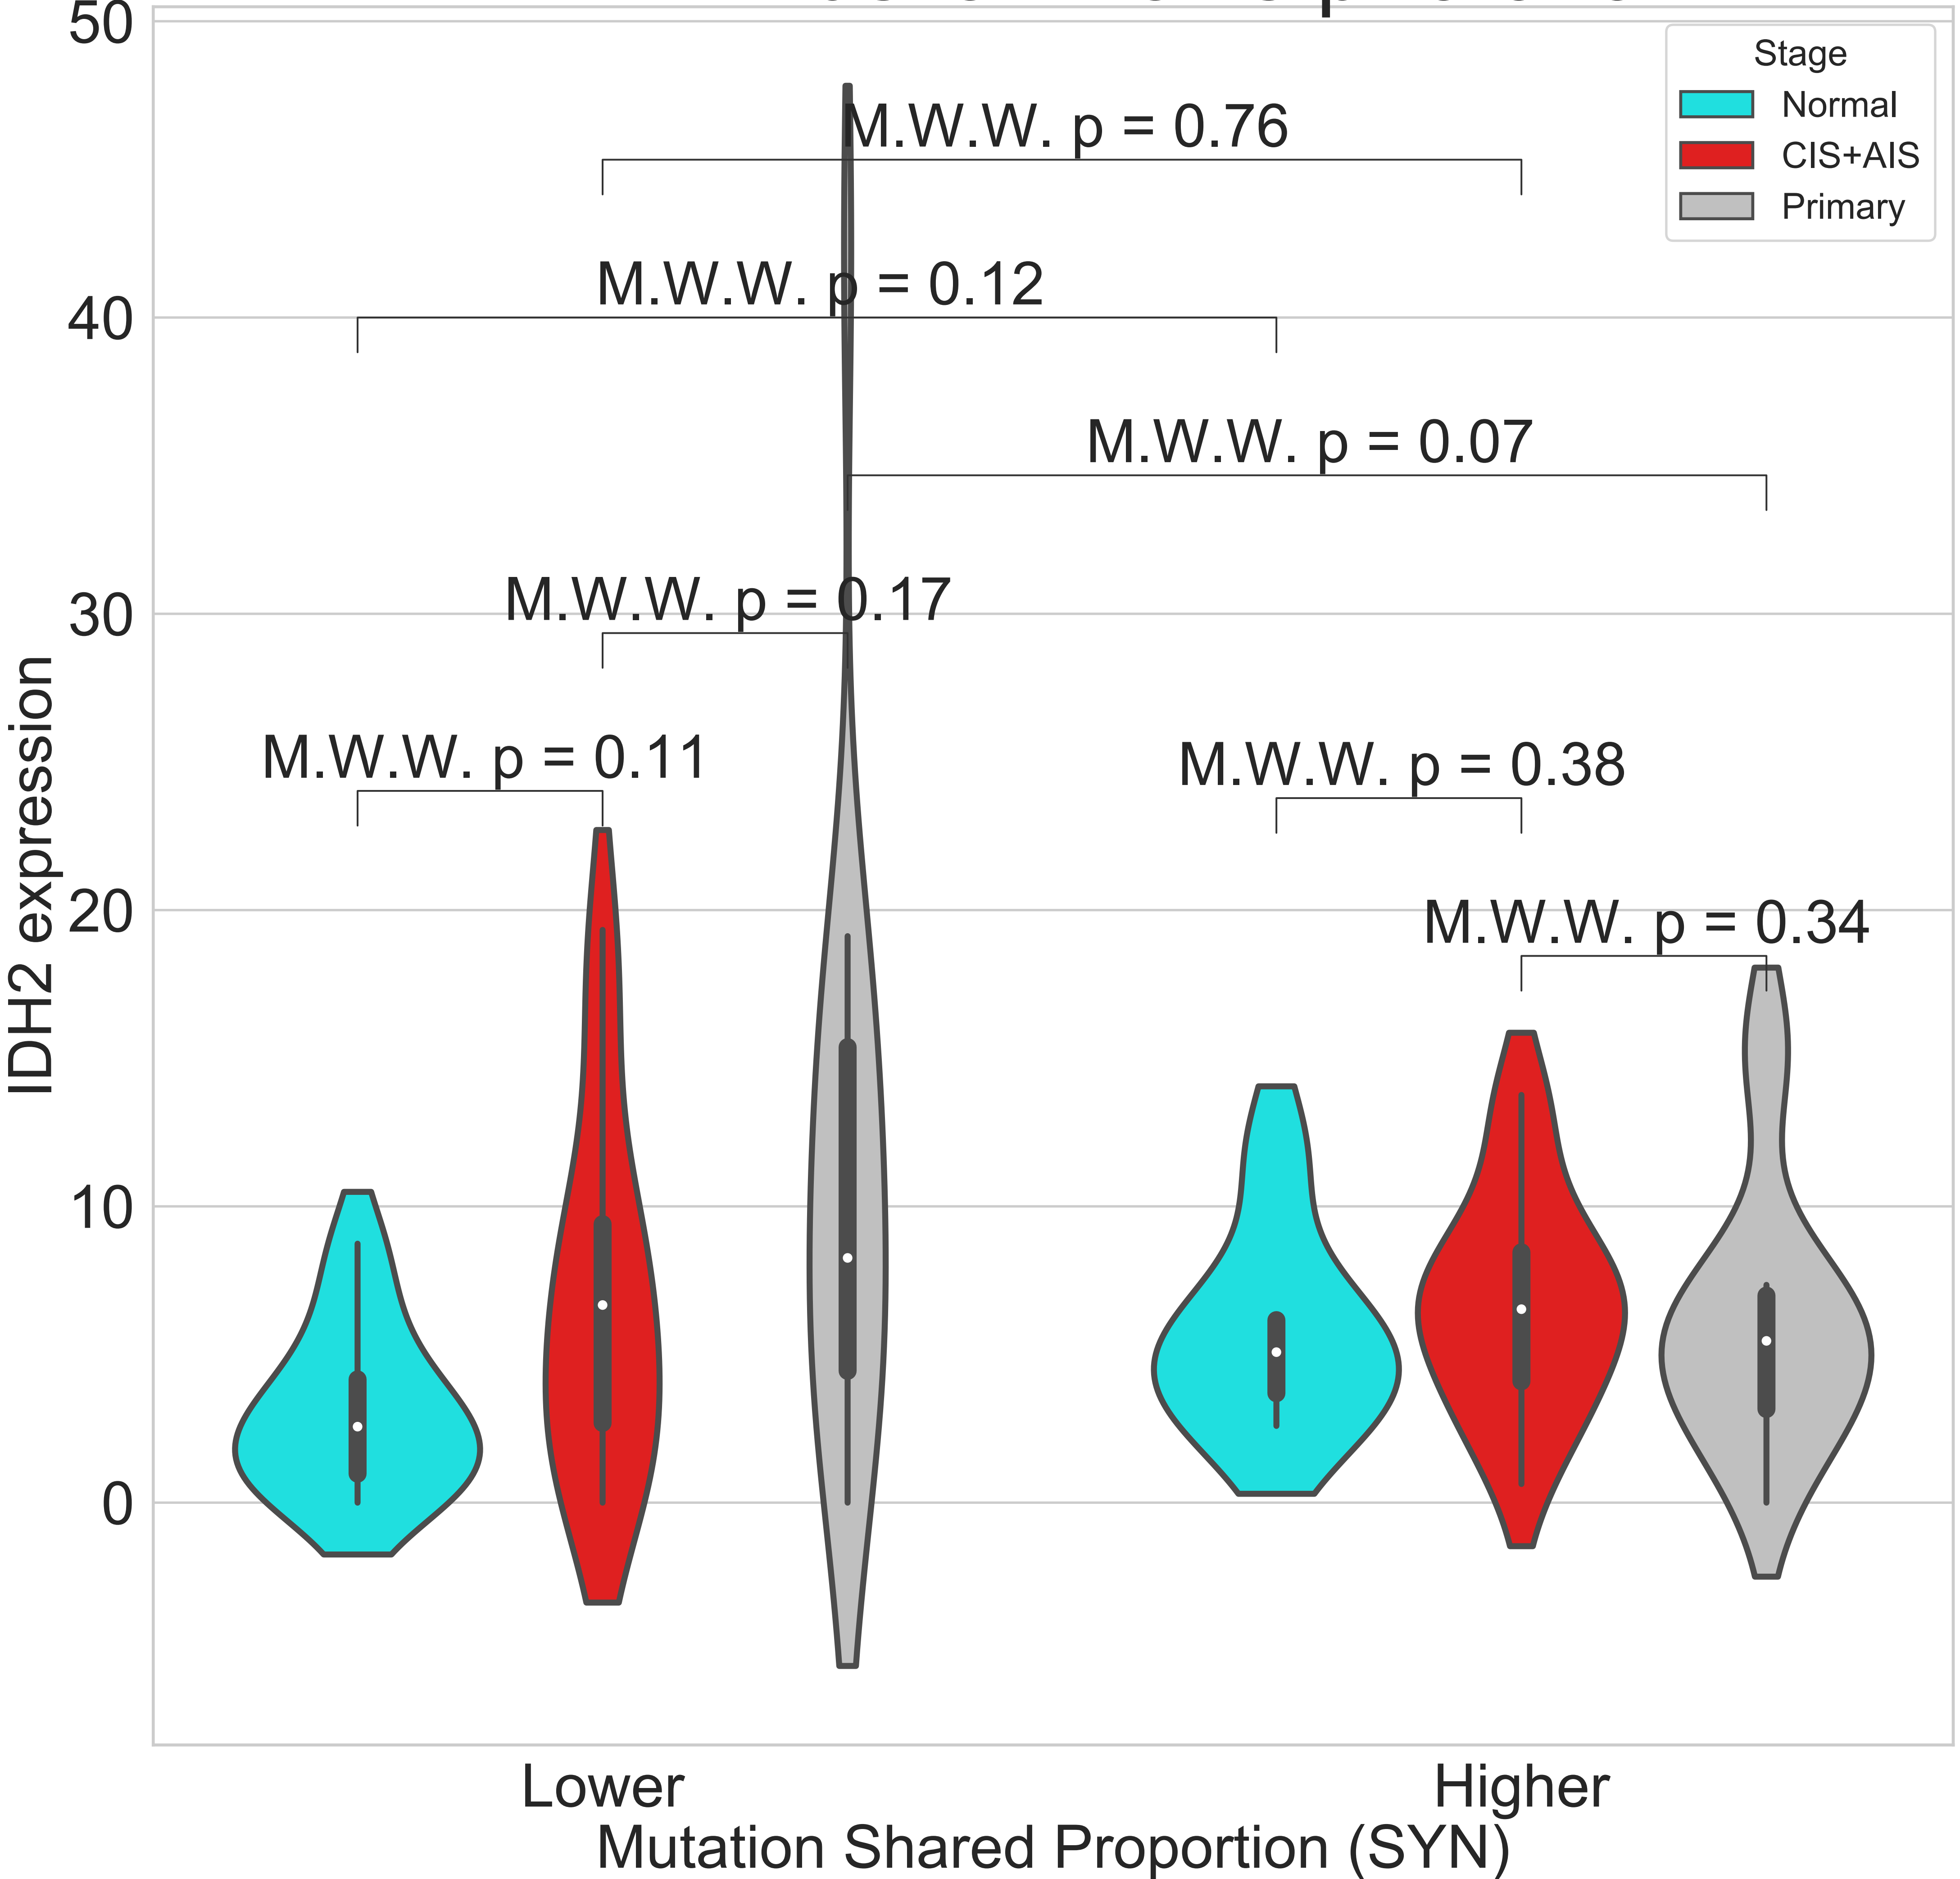 50
40
30
20
10
0
IDH2 expression
Stage
Normal
CIS+AIS
Primary
M.W.W. p = 0.76
M.W.W. p = 0.12
M.W.W. p = 0.07
M.W.W. p = 0.17
M.W.W. p = 0.11
M.W.W. p = 0.38
M.W.W. p = 0.34
Lower
Higher
Mutation Shared Proportion (SYN)